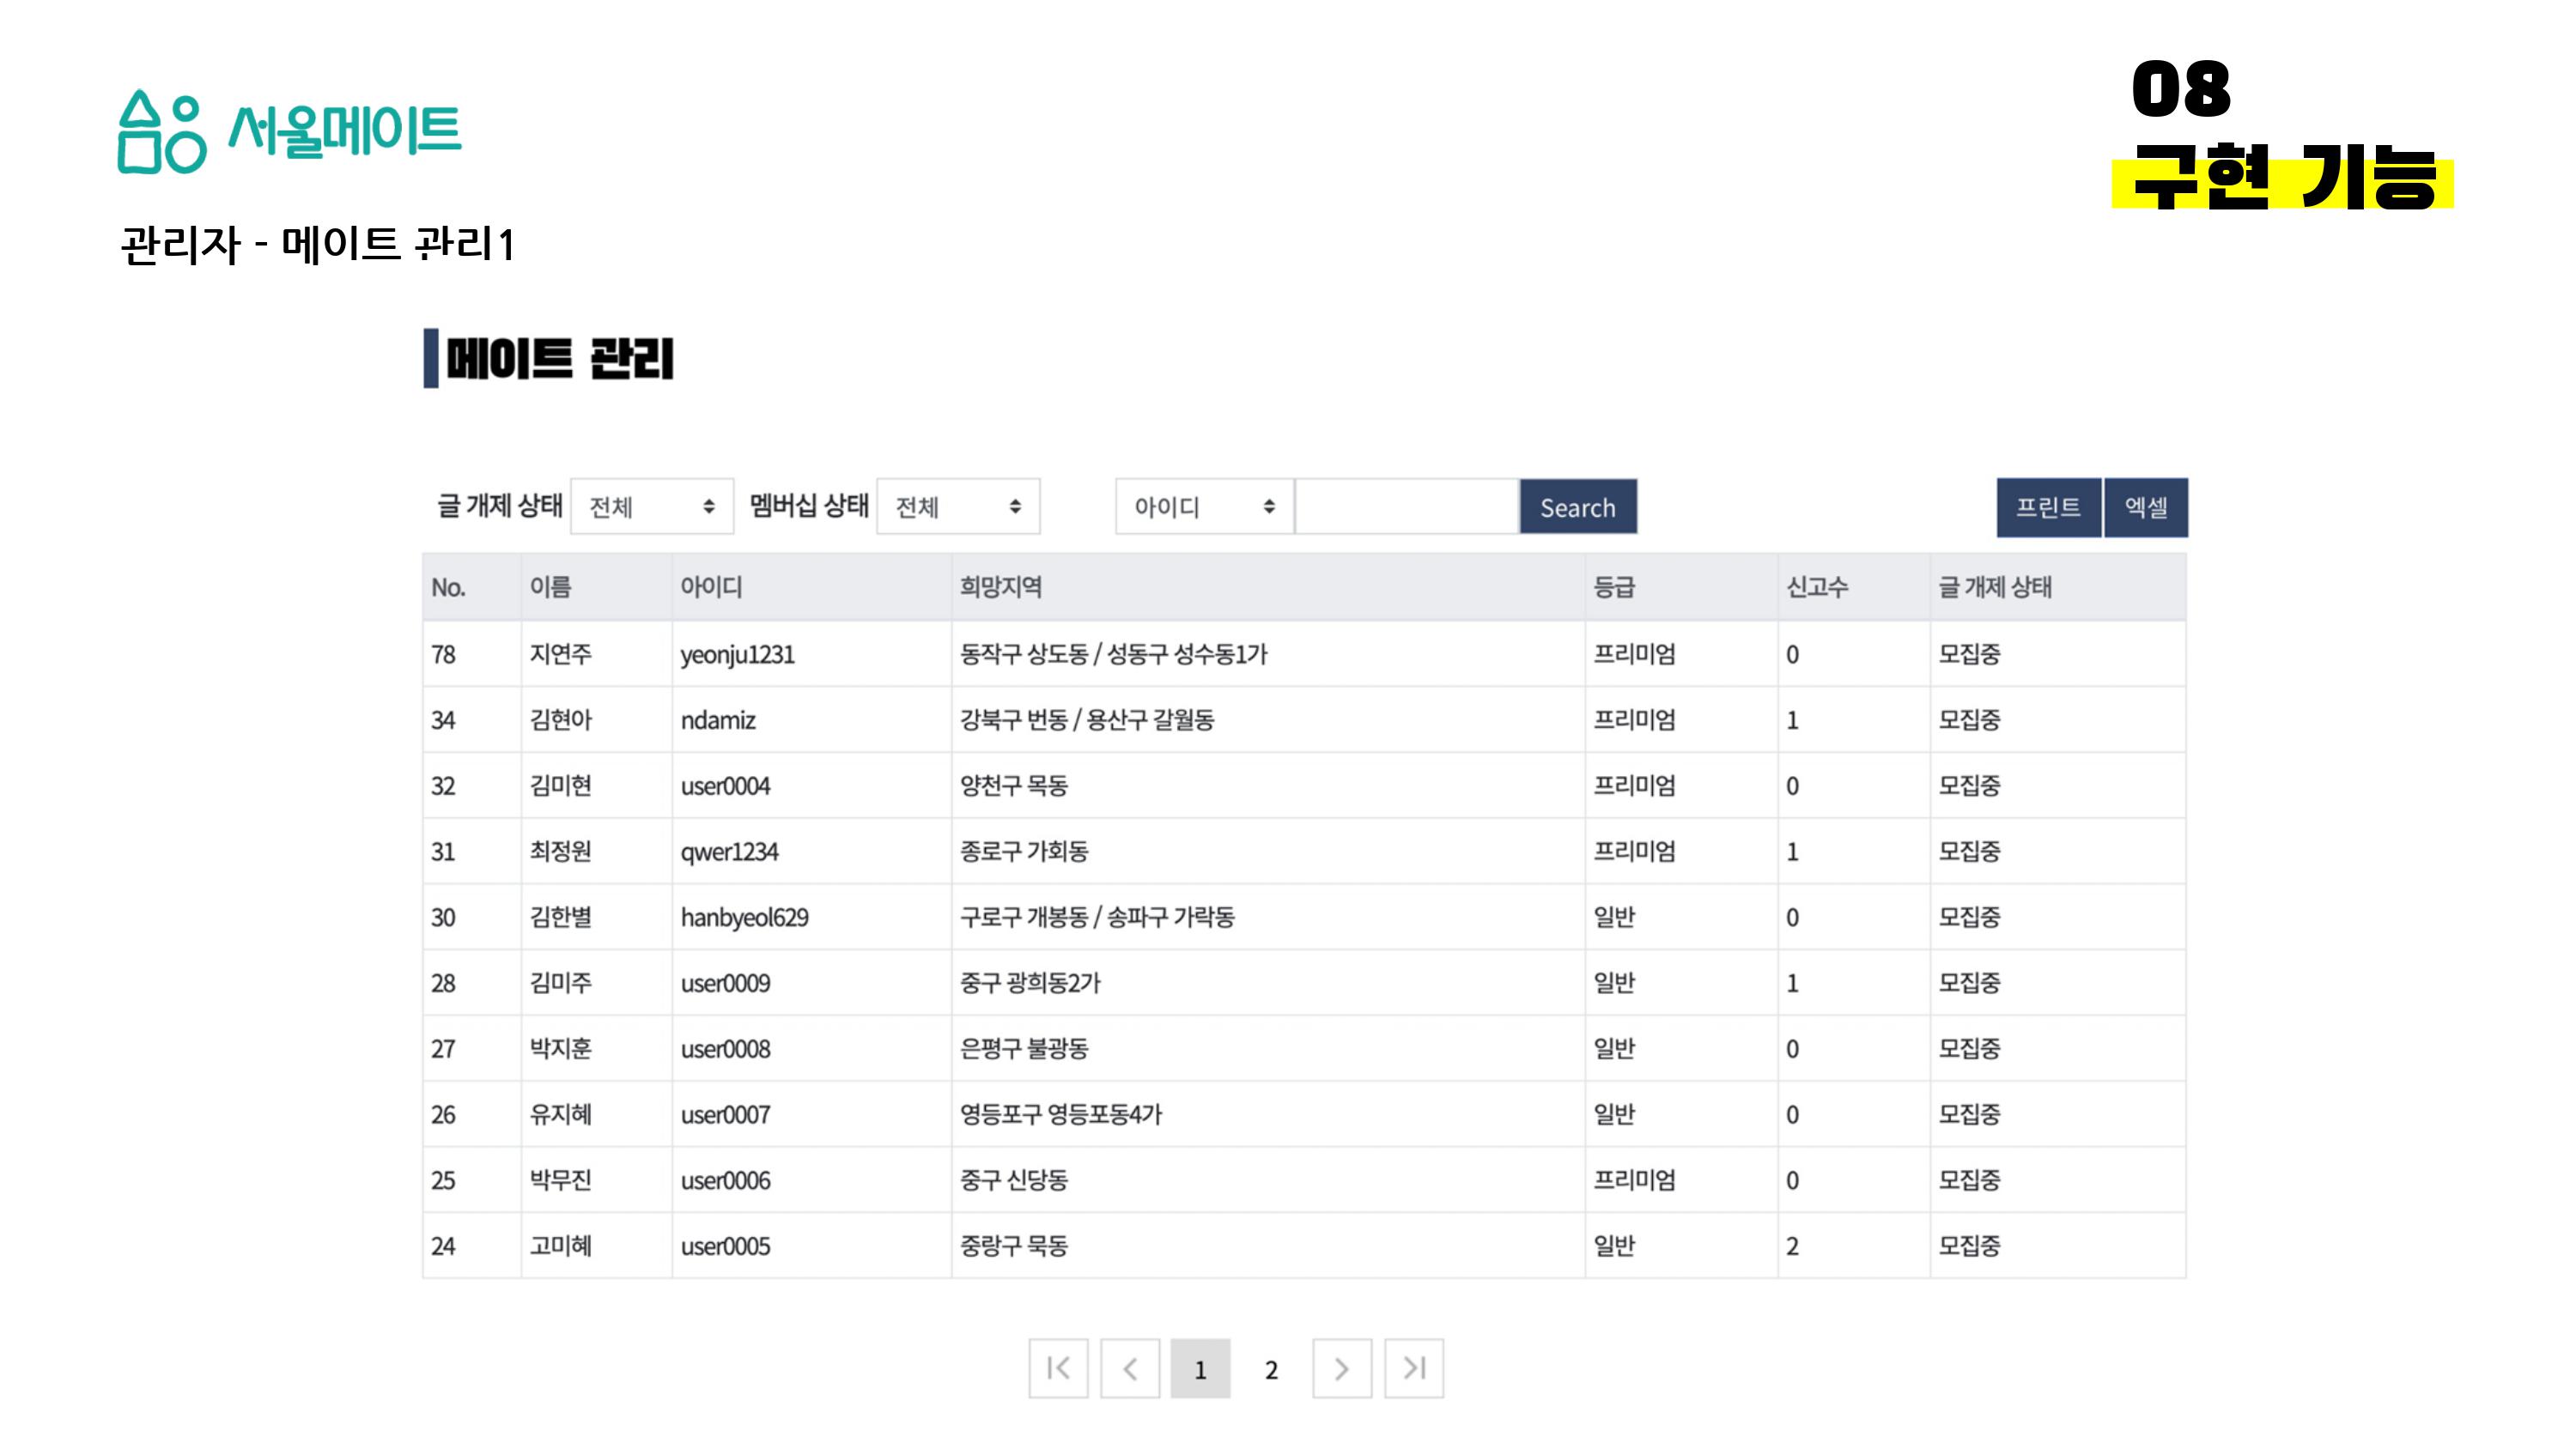 서울메이트
08
구현 기능
관리자 - 메이트 관리1
메이트 관리
글 개제 상태 전체 멤버십 상태 전체 아이디 Search 프린트 엑셀
No. 이름 아이디 희망지역 등급 신고수 글 개제 상태
78 지연주 yeonju1231 동작구 상도동 / 성동구 성수동1가 프리미엄 0 모집중
34 김현아 ndamiz 강북구 번동 / 용산구 갈월동 프리미엄 1 모집중
32 김미현 user0004 양천구 목동 프리미엄 0 모집중
31 최정원 qwer1234 종로구 가회동 프리미엄 1 모집중
30 김한별 hanbyeol629 구로구 개봉동 / 송파구 가락동 일반 0 모집중
28 김미주 user0009 중구 광희동2가 일반 1 모집중
27 박지훈 user0008 은평구 불광동 일반 0 모집중
26 유지혜 user0007 영등포구 영등포동4가 일반 0 모집중
25 박무진 user0006 중구 신당동 프리미엄 0 모집중
24 고미혜 user0005 중랑구 묵동 일반 2 모집중
1 2